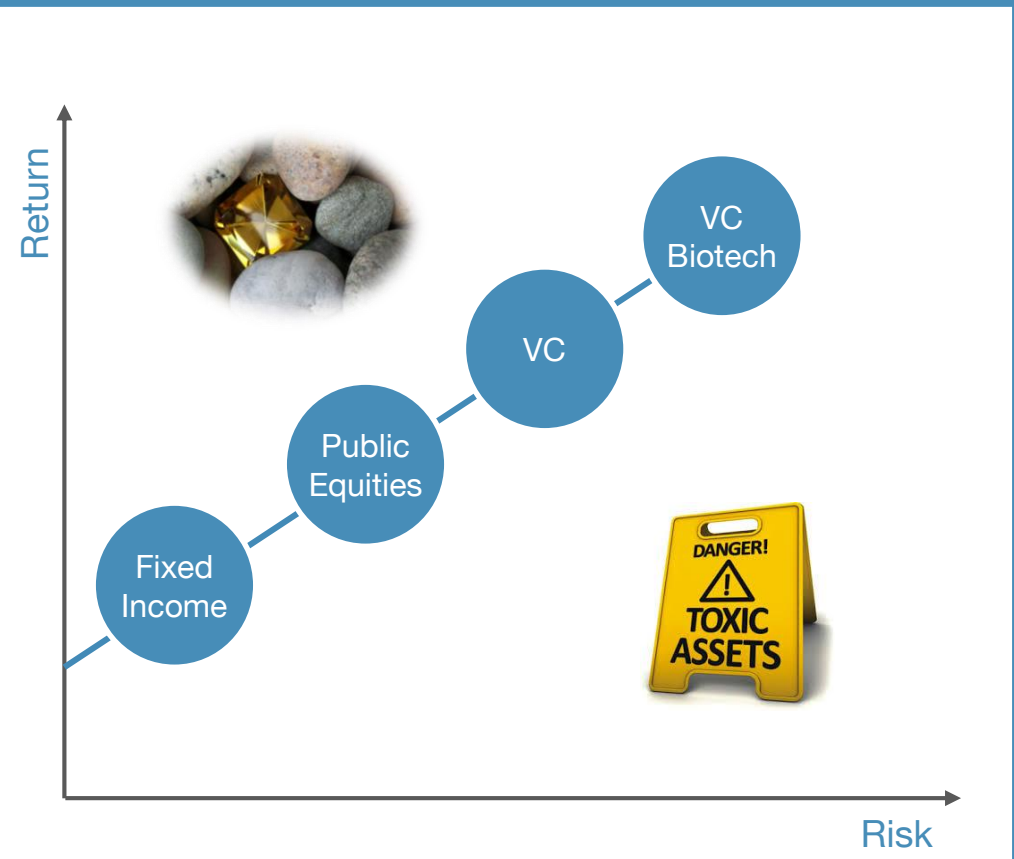 Return
VC
Biotech
VC
Public
Equities
Fixed
Income
DANGER!
!
TOXIC
ASSETS
Risk